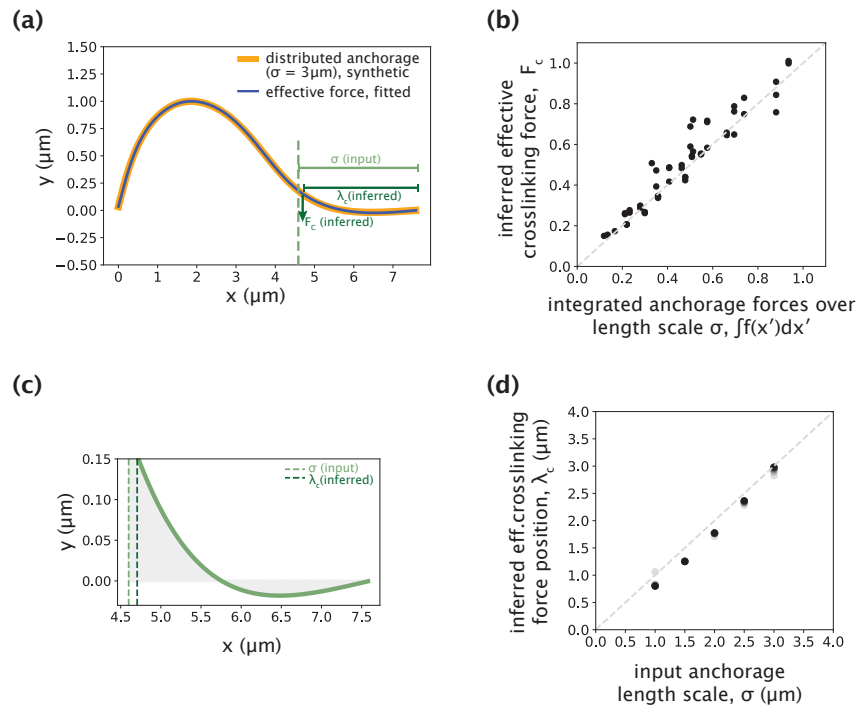 (a)
1.50
1.25
1.00
0.75
0.50
0.25
0.00
−0.25
−0.50
y (μm)
distributed anchorage
(σ = 3μm), synthetic
effective force, fitted
σ (input)
λc(inferred)
Fc (inferred)
0 1 2 3 4 5 6 7
x (μm)
(b)
inferred effective
crosslinking force, Fc
1.0
0.8
0.6
0.4
0.2
0.0
0.0 0.2 0.4 0.6 0.8 1.0
integrated anchorage forces over
length scale σ, ∫f(x′)dx′
(c)
0.15
0.10
0.05
0.00
y (μm)
σ (input)
λc(inferred)
4.5 5.0 5.5 6.0 6.5 7.0 7.5
x (μm)
(d)
inferred eff.crosslinking
force position, λc (μm)
4.0
3.5
3.0
2.5
2.0
1.5
1.0
0.5
0.0
0.0 0.5 1.0 1.5 2.0 2.5 3.0 3.5 4.0
input anchorage
length scale, σ (μm)